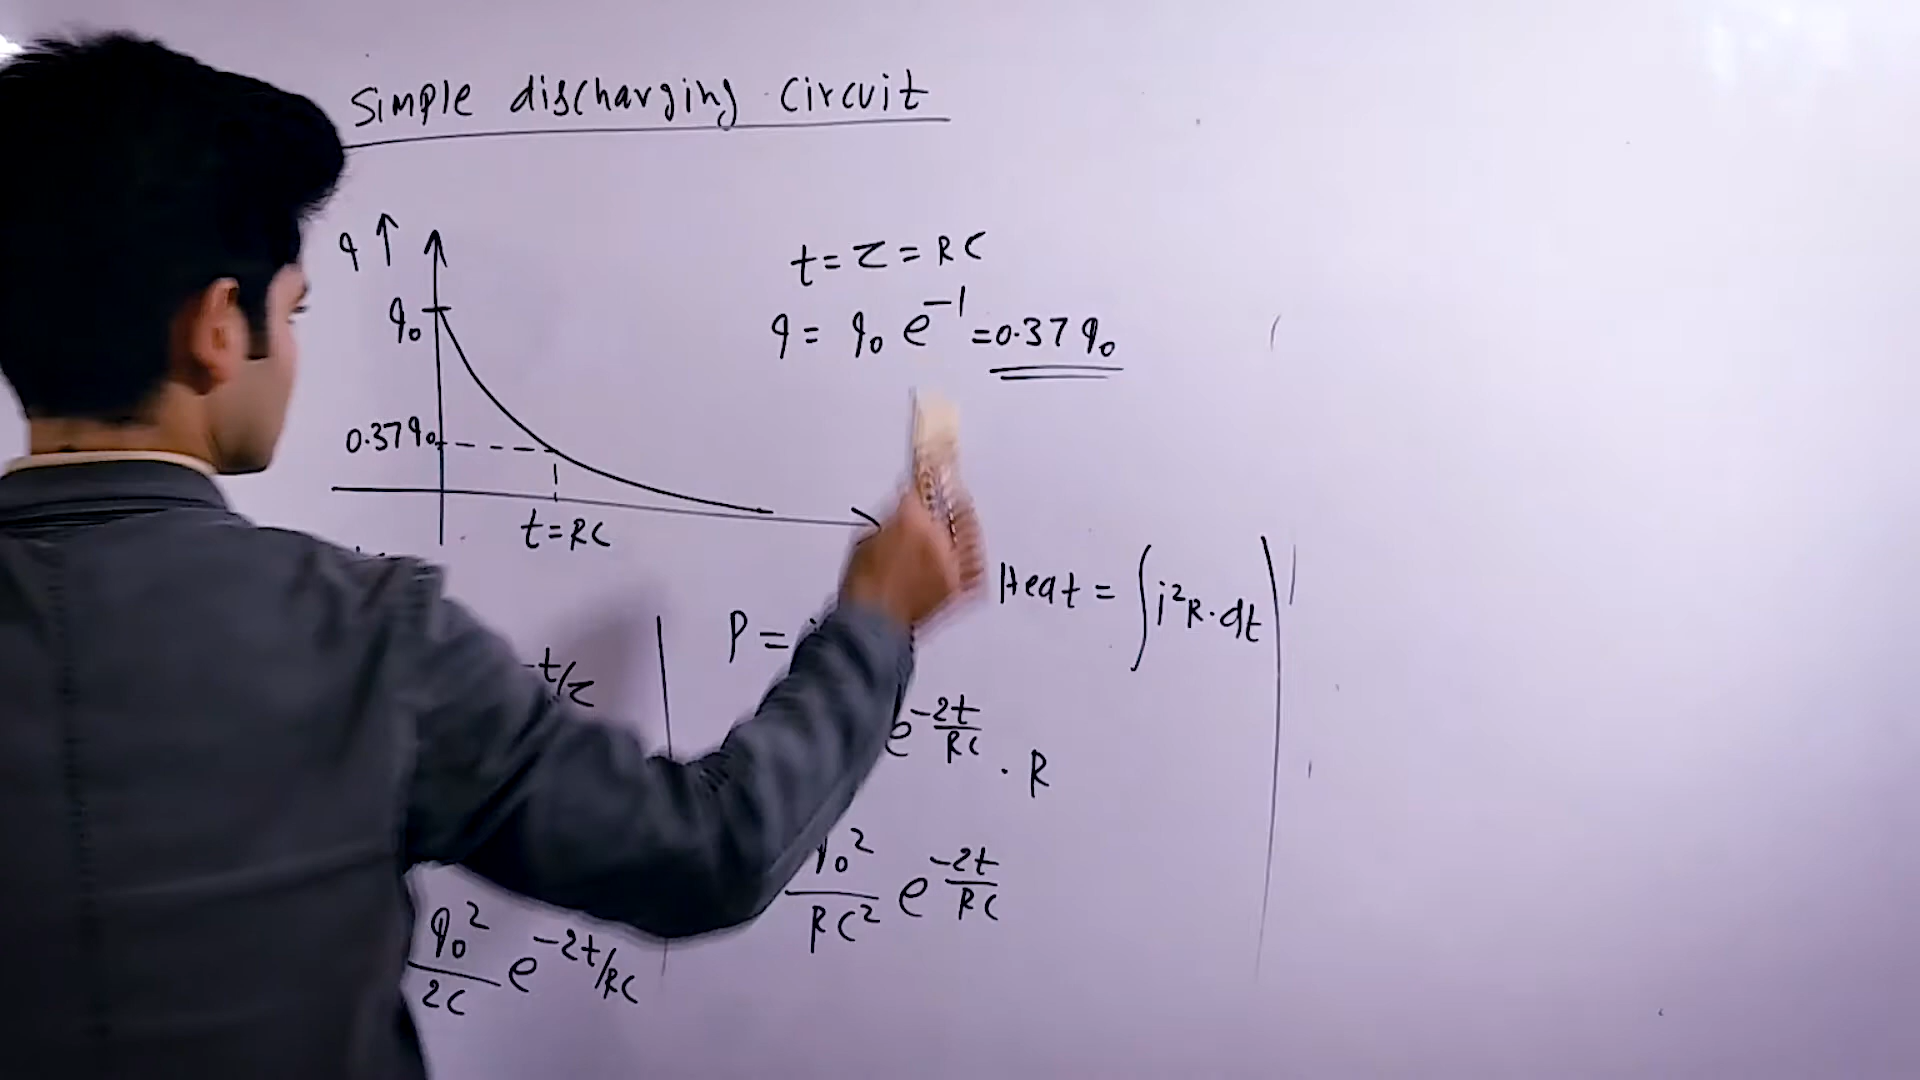 Simple discharging circuit
q ↑
q₀
0.37q₀
t=RC
t=τ=RC
q= q₀ e⁻¹ =0.37 q₀
-t/τ
q₀²/2C e^-2t/RC
P=
e^-2t/RC · R
q₀²/RC² e^-2t/RC
Heat = ∫i²R.dt